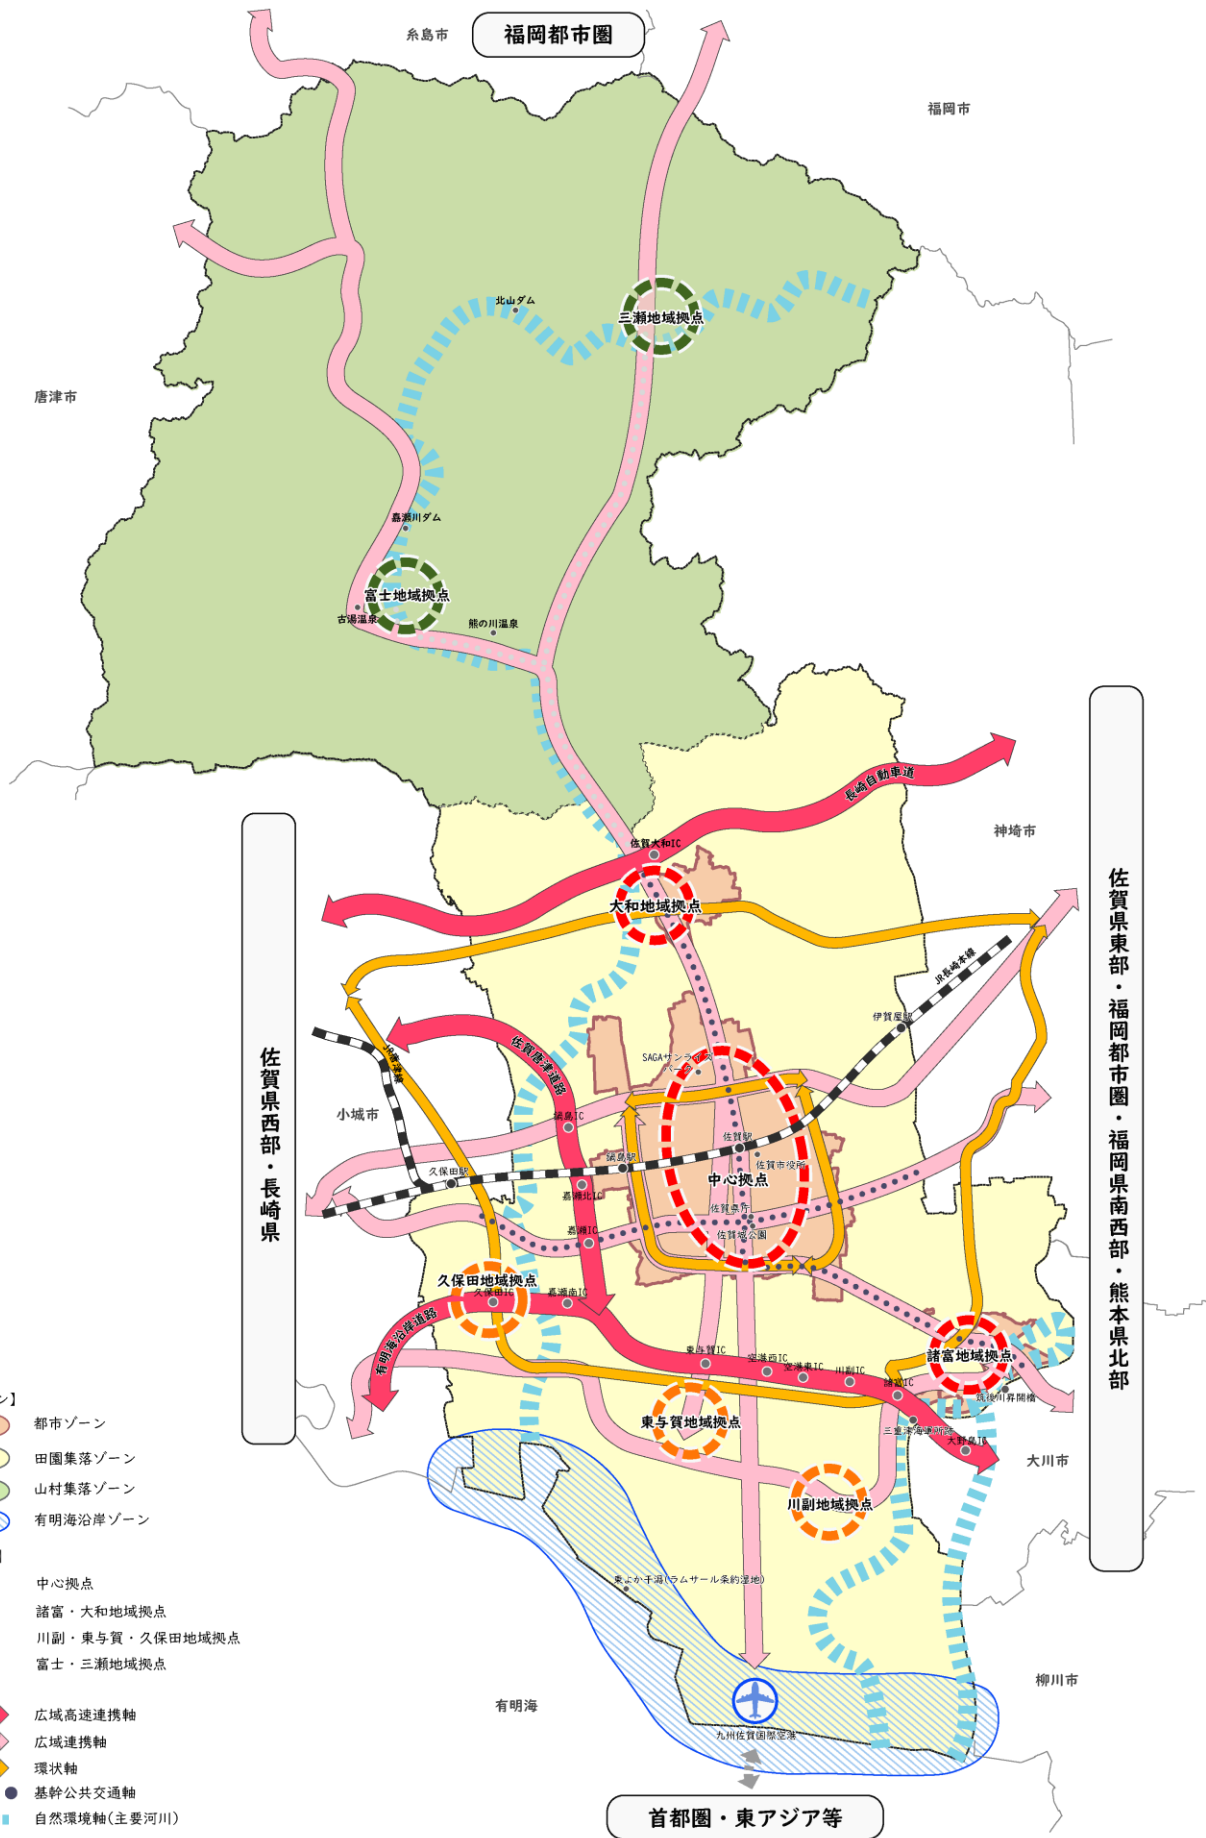 糸島市
福岡都市圏
福岡市
北山ダム
三瀬地域拠点
唐津市
嘉瀬川ダム
富士地域拠点
古湯温泉
熊の川温泉
長崎自動車道
神埼市
佐賀大和IC
大和地域拠点
佐賀県東部・福岡都市圏・福岡県南西部・熊本県北部
JR長崎本線
伊賀屋駅
佐賀唐津道路
JR唐津線
SAGAサンライズ
パーク
佐賀県西部・長崎県
小城市
鍋島IC
佐賀駅
鍋島駅
佐賀市役所
久保田駅
中心拠点
嘉瀬北IC
佐賀県庁
佐賀城公園
嘉瀬IC
久保田地域拠点
久保田IC
嘉瀬南IC
有明海沿岸道路
東与賀IC
空港西IC
空港東IC
川副IC
諸富IC
諸富地域拠点
筑後川昇開橋
東与賀地域拠点
三重津海軍所跡
大野島IC
大川市
川副地域拠点
東よか干潟(ラムサール条約湿地)
有明海
柳川市
九州佐賀国際空港
首都圏・東アジア等
ン】
都市ゾーン
田園集落ゾーン
山村集落ゾーン
有明海沿岸ゾーン
】
中心拠点
諸富・大和地域拠点
川副・東与賀・久保田地域拠点
富士・三瀬地域拠点
広域高速連携軸
広域連携軸
環状軸
基幹公共交通軸
自然環境軸(主要河川)